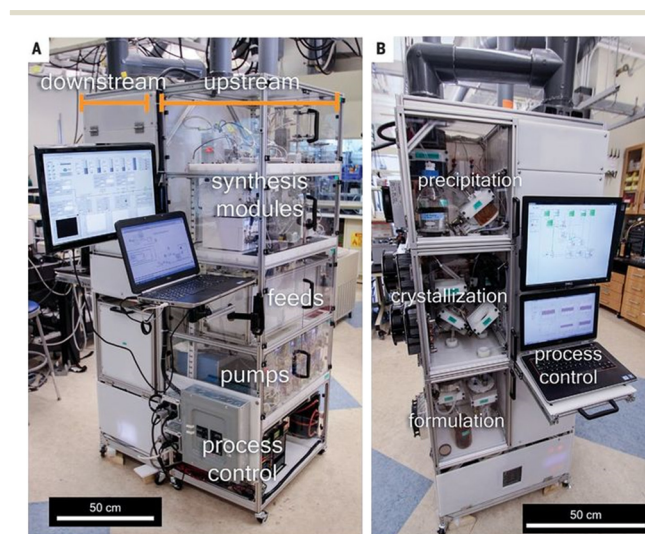 A
downstream
upstream
synthesis
modules
feeds
pumps
process
control
50 cm
B
precipitation
crystallization
process
control
formulation
50 cm